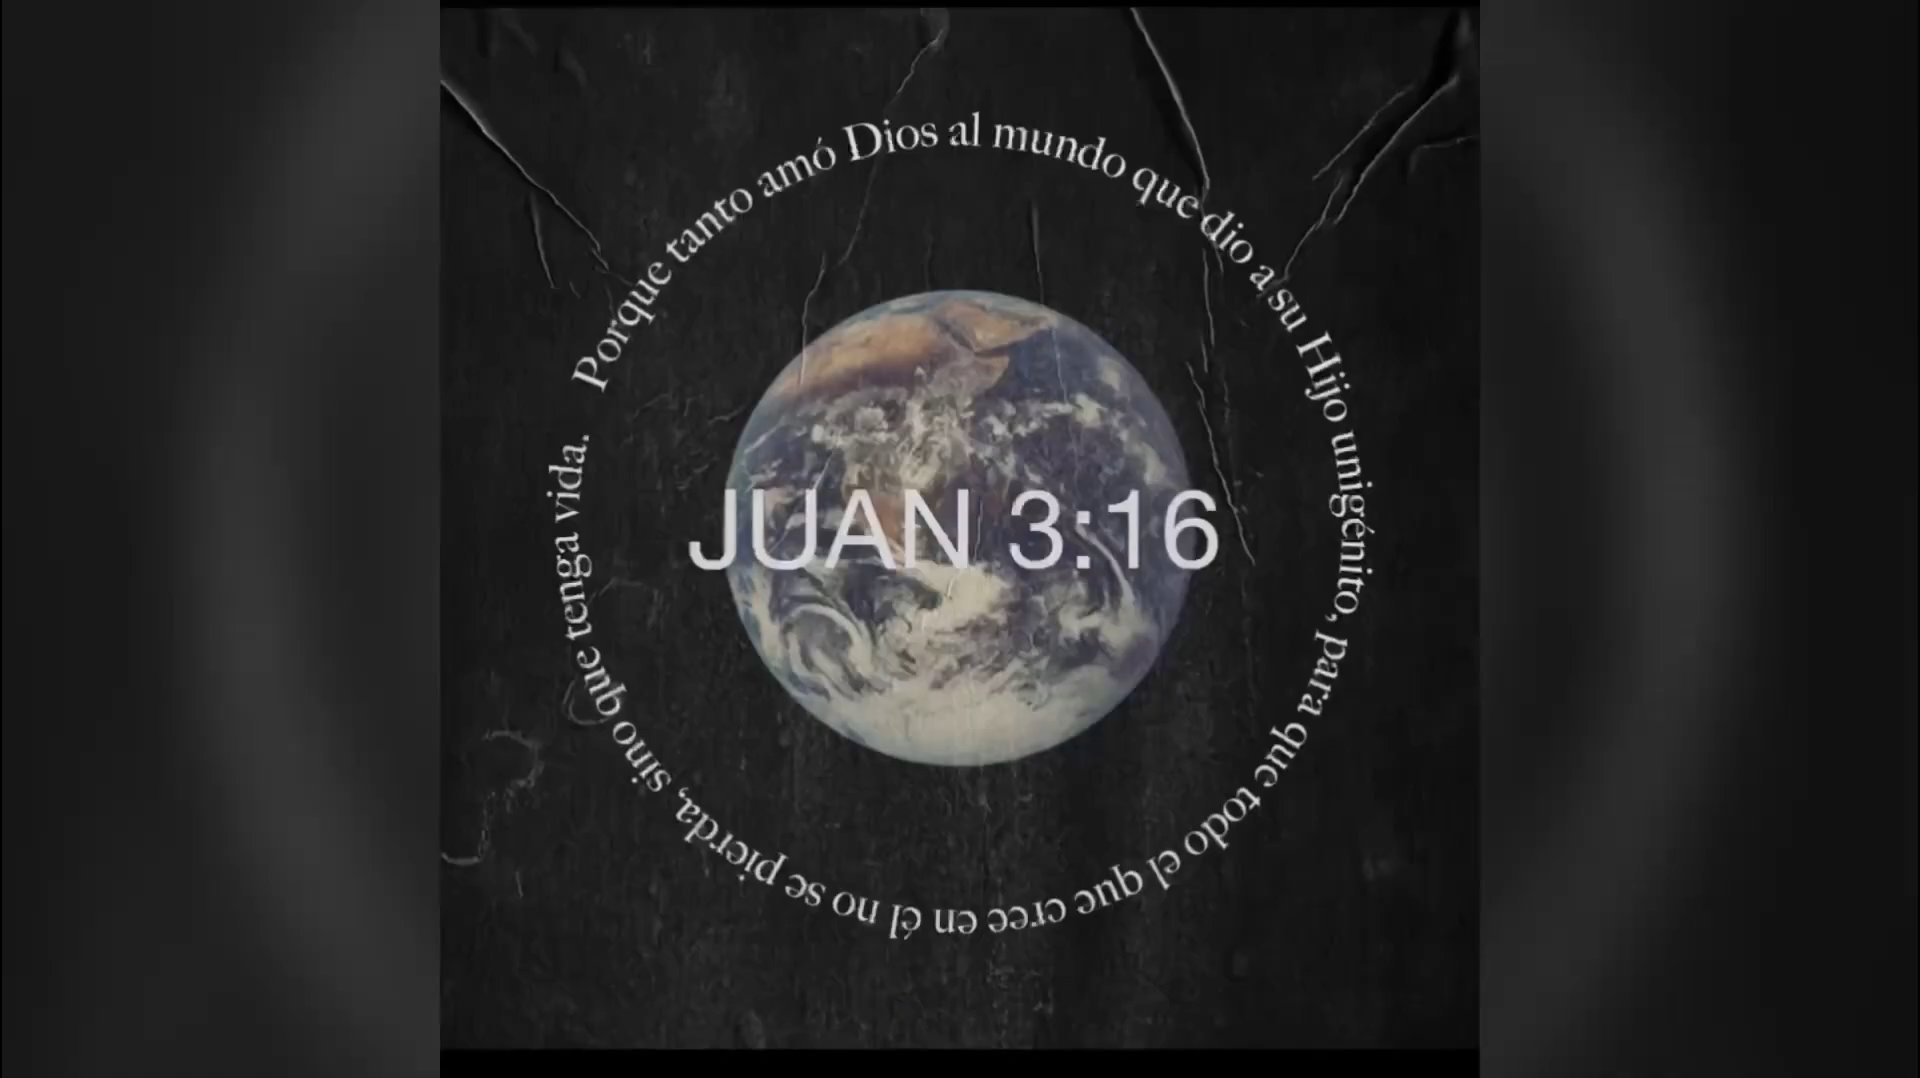 Porque tanto amó Dios al mundo que dio a su Hijo unigénito, para que todo el que cree en él no se pierda, sino que tenga vida.
JUAN 3:16